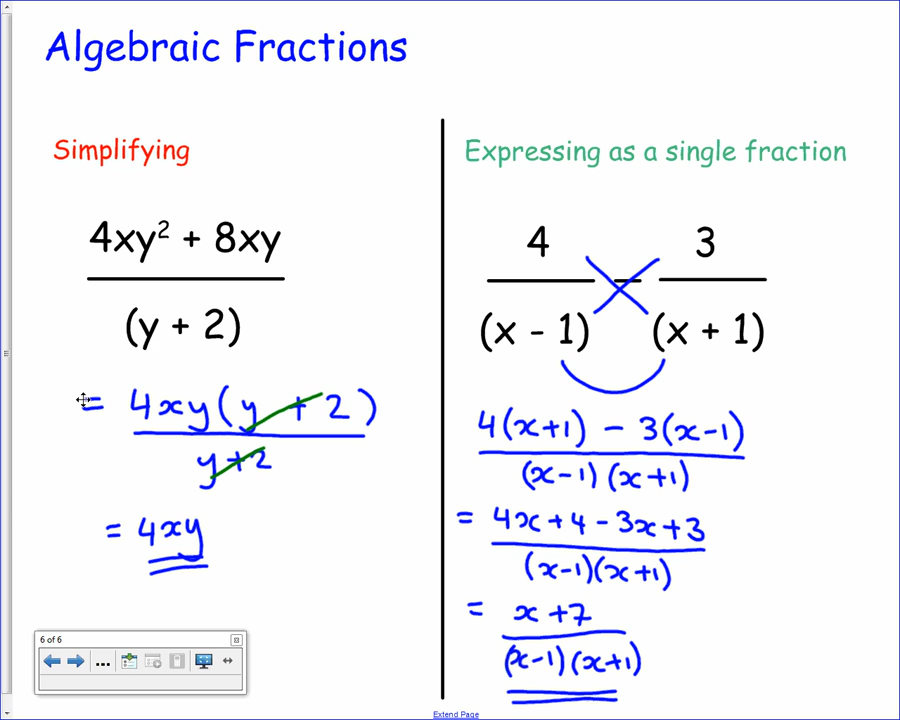 Algebraic Fractions
Simplifying
4xy² + 8xy
(y + 2)
= 4xy(y + 2)
y+2
= 4xy
Expressing as a single fraction
4 − 3
(x - 1) (x + 1)
4(x+1) - 3(x-1)
(x-1)(x+1)
= 4x+4-3x+3
(x-1)(x+1)
= x+7
(x-1)(x+1)
6 of 6
...
Extend Page